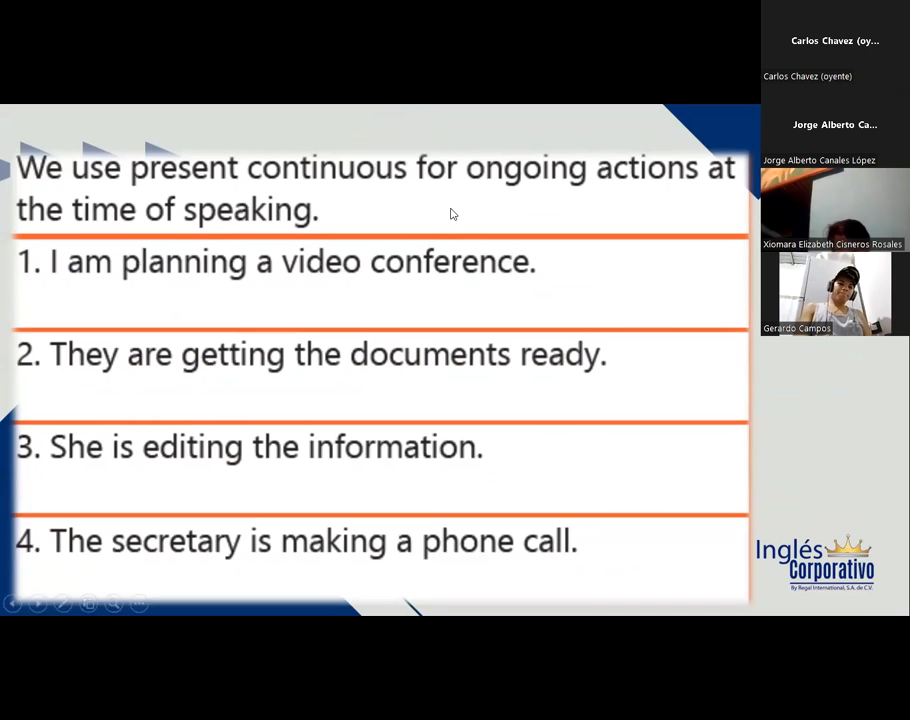 Carlos Chavez (oy...
Carlos Chavez (oyente)
Jorge Alberto Ca...
Jorge Alberto Canales López
Xiomara Elizabeth Cisneros Rosales
Gerardo Campos
We use present continuous for ongoing actions at
the time of speaking.
1. I am planning a video conference.
2. They are getting the documents ready.
3. She is editing the information.
4. The secretary is making a phone call.
Inglés
Corporativo
By Regal International, S.A. de C.V.